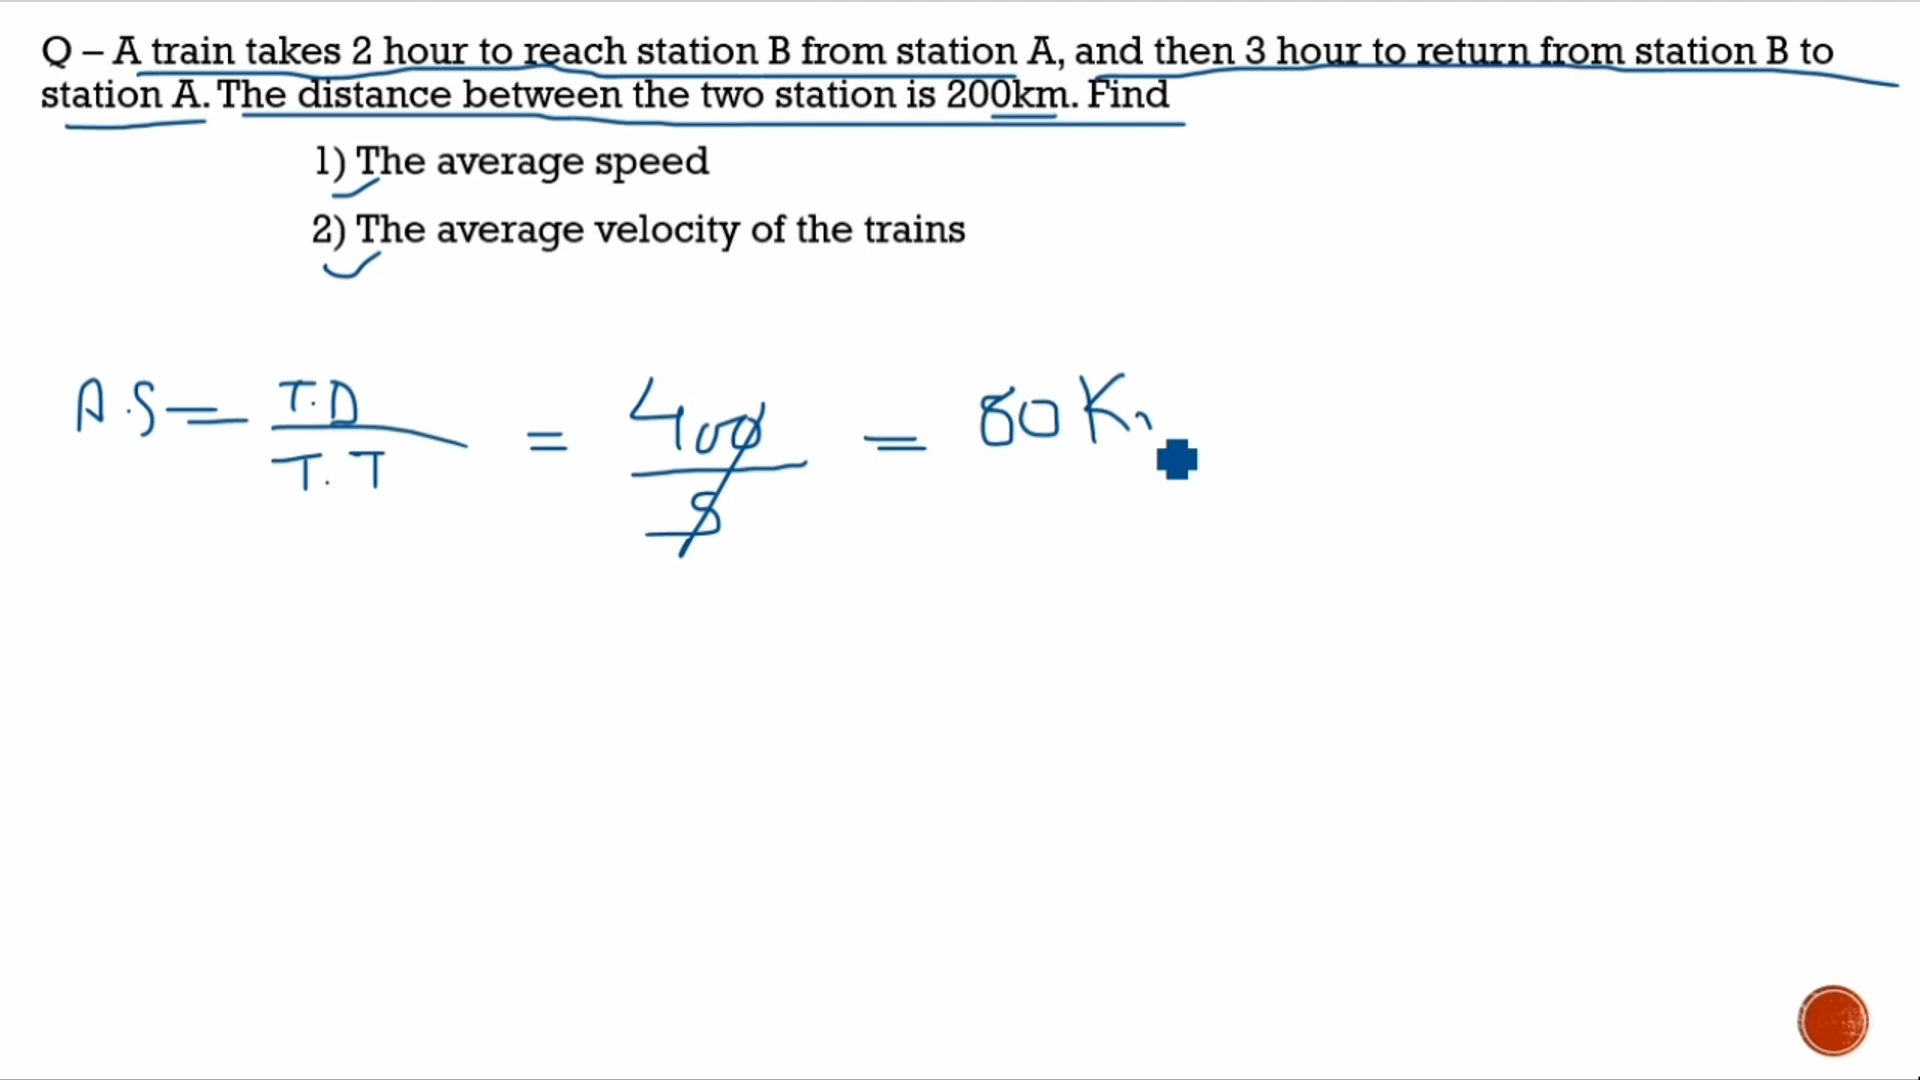 Q – A train takes 2 hour to reach station B from station A, and then 3 hour to return from station B to
station A. The distance between the two station is 200km. Find
1) The average speed
2) The average velocity of the trains
A.S = T.D / T.T = 400 / 5 = 80 K